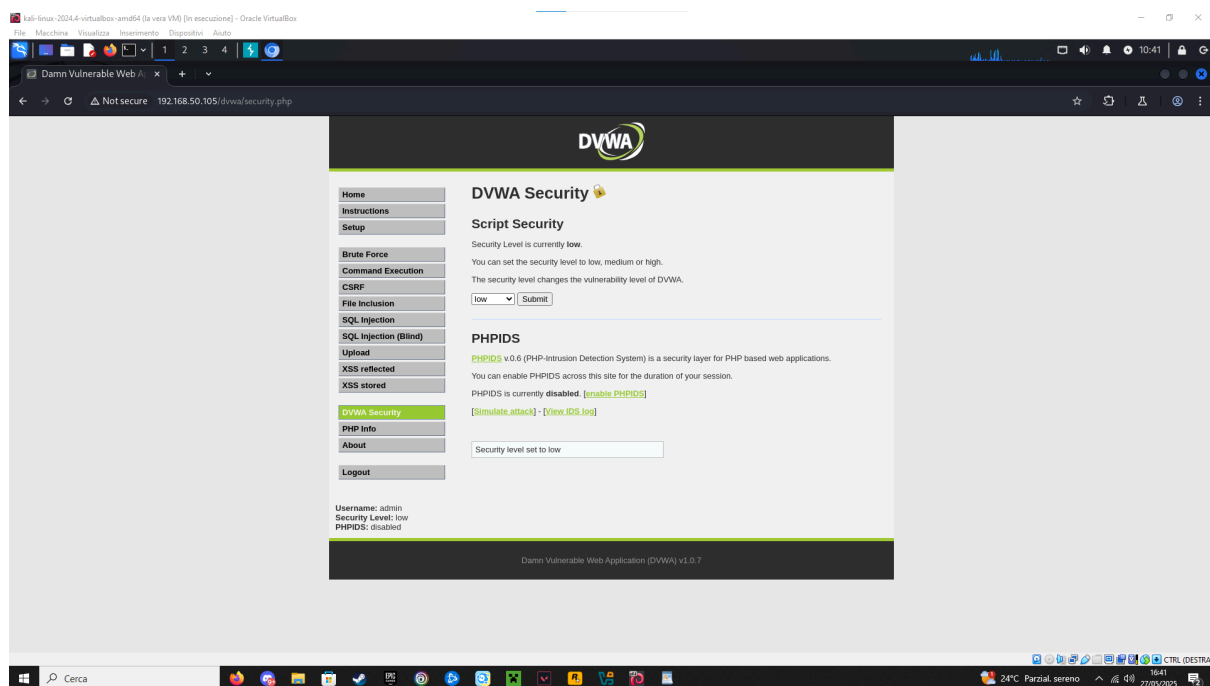 kali-linux-2024,4-virtualbox-amd64 (la vera VM) [In esecuzione] - Oracle VirtualBox
File Macchina Visualizza Inserimento Dispositivi Aiuto
1 2 3 4
10:41
Damn Vulnerable Web A
Not secure 192.168.50.105/dvwa/security.php
DVWA
Home
Instructions
Setup
Brute Force
Command Execution
CSRF
File Inclusion
SQL Injection
SQL Injection (Blind)
Upload
XSS reflected
XSS stored
DVWA Security
PHP Info
About
Logout
DVWA Security
Script Security
Security Level is currently low.
You can set the security level to low, medium or high.
The security level changes the vulnerability level of DVWA.
low Submit
PHPIDS
PHPIDS v.0.6 (PHP-Intrusion Detection System) is a security layer for PHP based web applications.
You can enable PHPIDS across this site for the duration of your session.
PHPIDS is currently disabled. [enable PHPIDS]
[Simulate attack] - [View IDS log]
Security level set to low
Username: admin
Security Level: low
PHPIDS: disabled
Damn Vulnerable Web Application (DVWA) v1.0.7
CTRL (DESTRA
Cerca
EPIC
24°C Parzial. sereno
16:41
27/05/2025
2